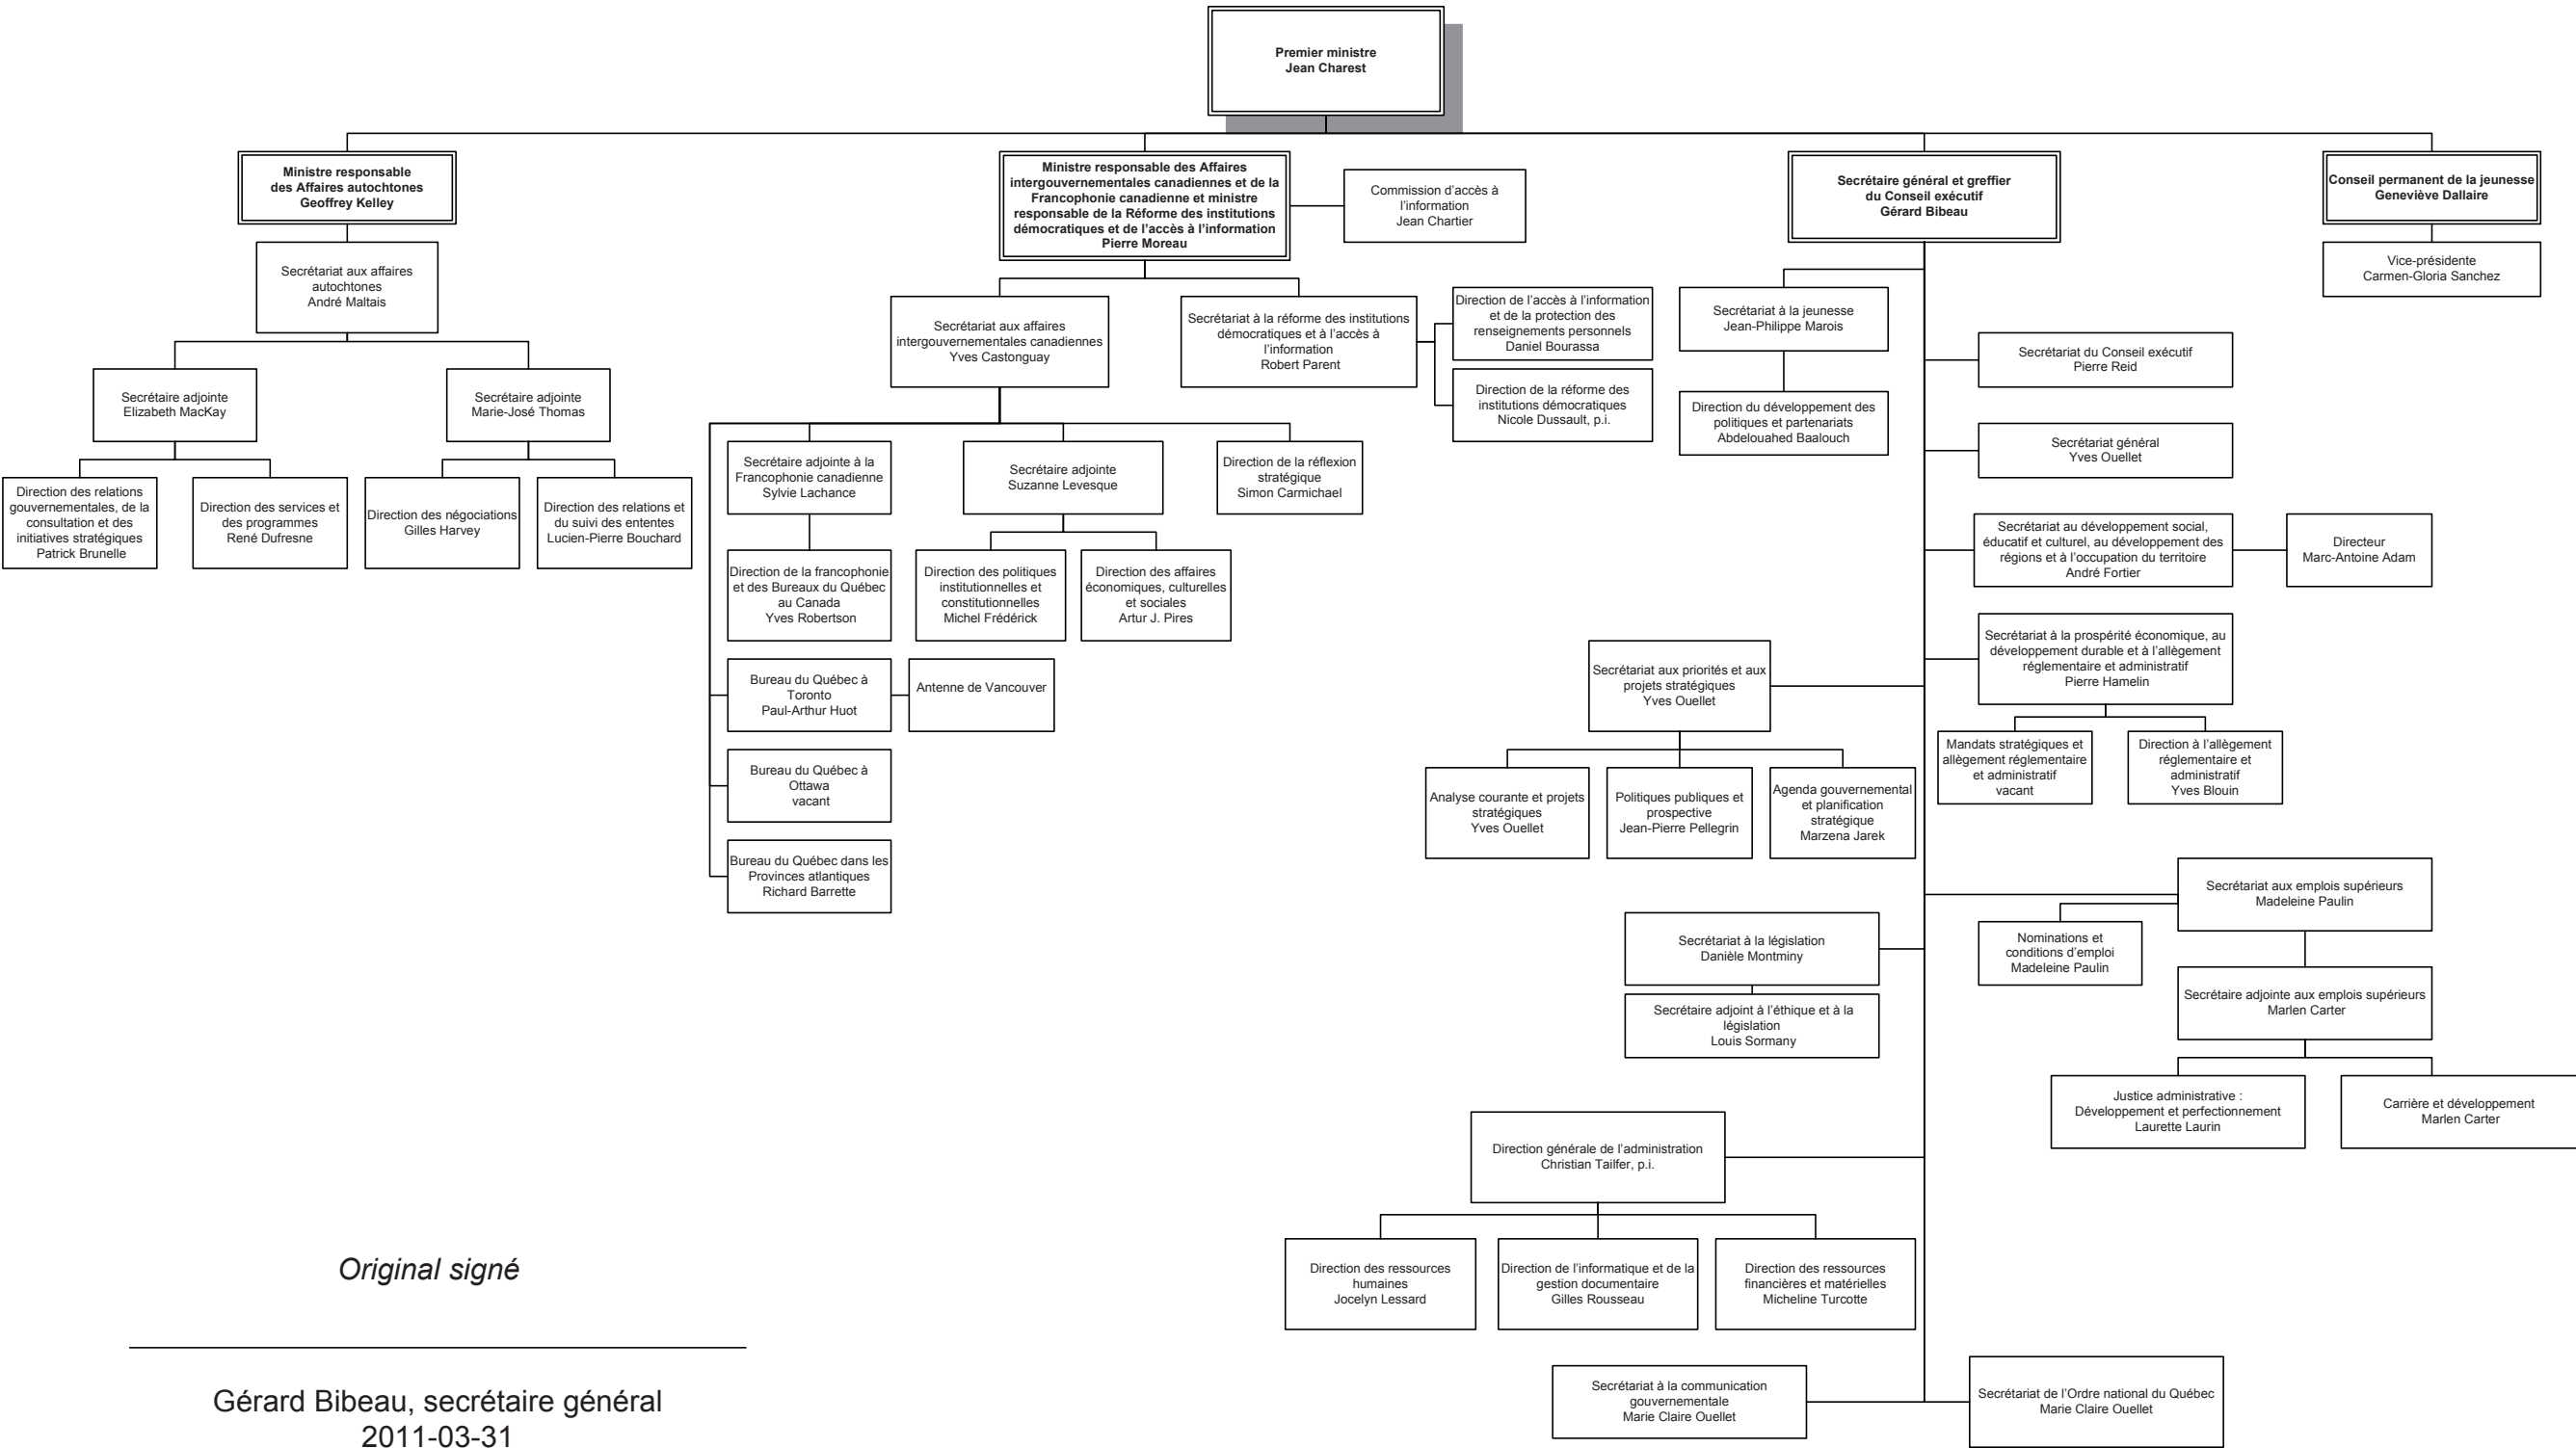 Premier ministre
Jean Charest
Ministre responsable
des Affaires autochtones
Geoffrey Kelley
Secrétariat aux affaires
autochtones
André Maltais
Secrétaire adjointe
Elizabeth MacKay
Direction des relations
gouvernementales, de la
consultation et des
initiatives stratégiques
Patrick Brunelle
Direction des services et
des programmes
René Dufresne
Secrétaire adjointe
Marie-José Thomas
Direction des négociations
Gilles Harvey
Direction des relations et
du suivi des ententes
Lucien-Pierre Bouchard
Ministre responsable des Affaires
intergouvernementales canadiennes et de la
Francophonie canadienne et ministre
responsable de la Réforme des institutions
démocratiques et de l’accès à l’information
Pierre Moreau
Commission d’accès à
l’information
Jean Chartier
Secrétariat aux affaires
intergouvernementales canadiennes
Yves Castonguay
Secrétaire adjointe à la
Francophonie canadienne
Sylvie Lachance
Direction de la francophonie
et des Bureaux du Québec
au Canada
Yves Robertson
Secrétaire adjointe
Suzanne Levesque
Direction des politiques
institutionnelles et
constitutionnelles
Michel Frédérick
Direction des affaires
économiques, culturelles
et sociales
Artur J. Pires
Direction de la réflexion
stratégique
Simon Carmichael
Bureau du Québec à
Toronto
Paul-Arthur Huot
Antenne de Vancouver
Bureau du Québec à
Ottawa
vacant
Bureau du Québec dans les
Provinces atlantiques
Richard Barrette
Secrétariat à la réforme des institutions
démocratiques et à l’accès à
l’information
Robert Parent
Direction de l’accès à l’information
et de la protection des
renseignements personnels
Daniel Bourassa
Direction de la réforme des
institutions démocratiques
Nicole Dussault, p.i.
Secrétaire général et greffier
du Conseil exécutif
Gérard Bibeau
Secrétariat à la jeunesse
Jean-Philippe Marois
Direction du développement des
politiques et partenariats
Abdelouahed Baalouch
Secrétariat du Conseil exécutif
Pierre Reid
Secrétariat général
Yves Ouellet
Secrétariat au développement social,
éducatif et culturel, au développement des
régions et à l’occupation du territoire
André Fortier
Directeur
Marc-Antoine Adam
Secrétariat à la prospérité économique, au
développement durable et à l’allègement
réglementaire et administratif
Pierre Hamelin
Mandats stratégiques et
allègement réglementaire
et administratif
vacant
Direction à l’allègement
réglementaire et
administratif
Yves Blouin
Secrétariat aux priorités et aux
projets stratégiques
Yves Ouellet
Analyse courante et projets
stratégiques
Yves Ouellet
Politiques publiques et
prospective
Jean-Pierre Pellegrin
Agenda gouvernemental
et planification
stratégique
Marzena Jarek
Secrétariat aux emplois supérieurs
Madeleine Paulin
Nominations et
conditions d’emploi
Madeleine Paulin
Secrétaire adjointe aux emplois supérieurs
Marlen Carter
Justice administrative :
Développement et perfectionnement
Laurette Laurin
Carrière et développement
Marlen Carter
Secrétariat à la législation
Danièle Montminy
Secrétaire adjoint à l’éthique et à la
législation
Louis Sormany
Direction générale de l’administration
Christian Tailfer, p.i.
Direction des ressources
humaines
Jocelyn Lessard
Direction de l’informatique et de la
gestion documentaire
Gilles Rousseau
Direction des ressources
financières et matérielles
Micheline Turcotte
Secrétariat à la communication
gouvernementale
Marie Claire Ouellet
Secrétariat de l’Ordre national du Québec
Marie Claire Ouellet
Conseil permanent de la jeunesse
Geneviève Dallaire
Vice-présidente
Carmen-Gloria Sanchez
Original signé
Gérard Bibeau, secrétaire général
2011-03-31